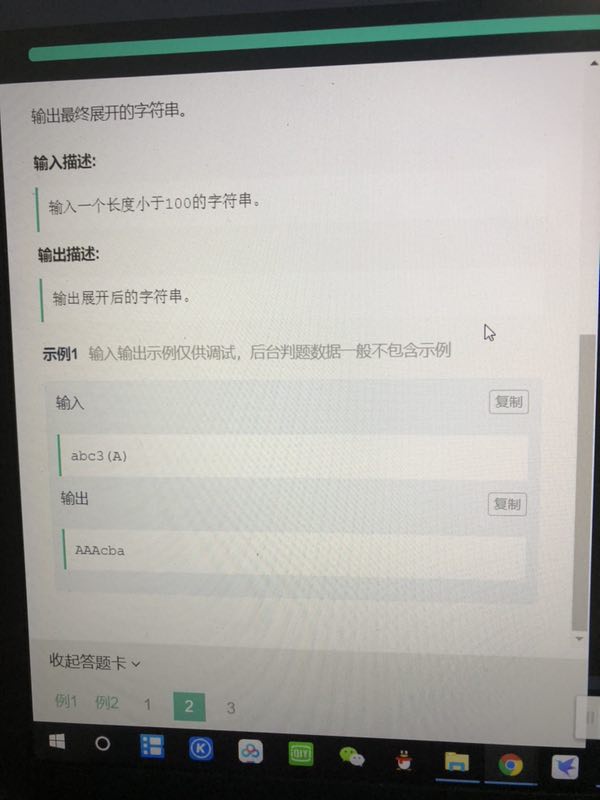 输出最终展开的字符串。
输入描述:
输入一个长度小于100的字符串。
输出描述:
输出展开后的字符串。
示例1 输入输出示例仅供调试，后台判题数据一般不包含示例
输入 复制
abc3(A)
输出 复制
AAAcba
收起答题卡
例1 例2 1 2 3
K QIY